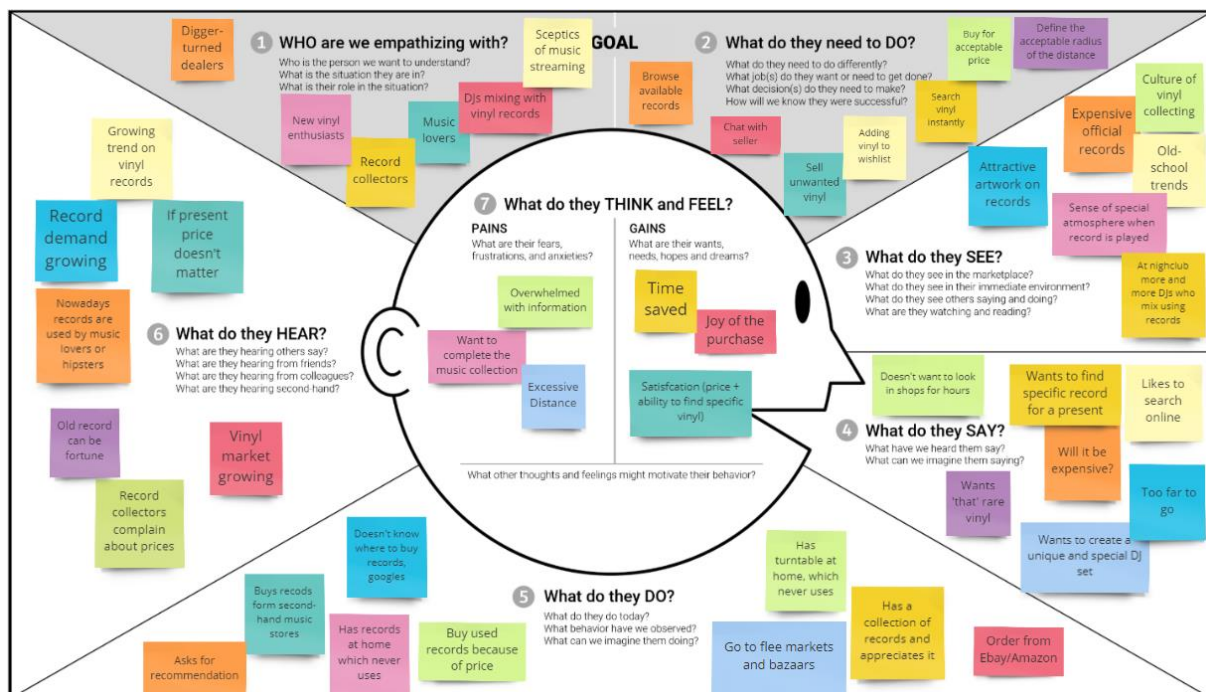 GOAL
1 WHO are we empathizing with?
Who is the person we want to understand?
What is the situation they are in?
What is their role in the situation?
Digger-
turned
dealers
New vinyl
enthusiasts
Record
collectors
Music
lovers
DJs mixing with
vinyl records
Sceptics
of music
streaming
2 What do they need to DO?
What do they need to do differently?
What job(s) do they want or need to get done?
What decision(s) do they need to make?
How will we know they were successful?
Browse
available
records
Chat with
seller
Sell
unwanted
vinyl
Adding
vinyl to
wishlist
Search
vinyl
instantly
Buy for
acceptable
price
Define the
acceptable radius
of the distance
3 What do they SEE?
What do they see in the marketplace?
What do they see in their immediate environment?
What do they see others saying and doing?
What are they watching and reading?
Culture of
vinyl
collecting
Expensive
official
records
Old-
school
trends
Attractive
artwork on
records
Sense of special
atmosphere when
record is played
At nighclub
more and
more DJs who
mix using
records
4 What do they SAY?
What have we heard them say?
What can we imagine them saying?
Doesn't want to look
in shops for hours
Wants to find
specific record
for a present
Likes to
search
online
Will it be
expensive?
Wants
'that' rare
vinyl
Too far to
go
Wants to create a
unique and special DJ
set
5 What do they DO?
What do they do today?
What behavior have we observed?
What can we imagine them doing?
Doesn't know
where to buy
records,
googles
Buys recods
form second-
hand music
stores
Asks for
recommendation
Has records
at home
which never
uses
Buy used
records because
of price
Has
turntable at
home, which
never uses
Go to flee markets
and bazaars
Has a
collection of
records and
appreciates it
Order from
Ebay/Amazon
6 What do they HEAR?
What are they hearing others say?
What are they hearing from friends?
What are they hearing from colleagues?
What are they hearing second-hand?
Growing
trend on
vinyl
records
Record
demand
growing
If present
price
doesn't
matter
Nowadays
records are
used by music
lovers or
hipsters
Old record
can be
fortune
Vinyl
market
growing
Record
collectors
complain
about prices
7 What do they THINK and FEEL?
PAINS
What are their fears,
frustrations, and anxieties?
Overwhelmed
with information
Want to
complete the
music collection
Excessive
Distance
GAINS
What are their wants,
needs, hopes and dreams?
Time
saved
Joy of the
purchase
Satisfcation (price +
ability to find specific
vinyl)
What other thoughts and feelings might motivate their behavior?